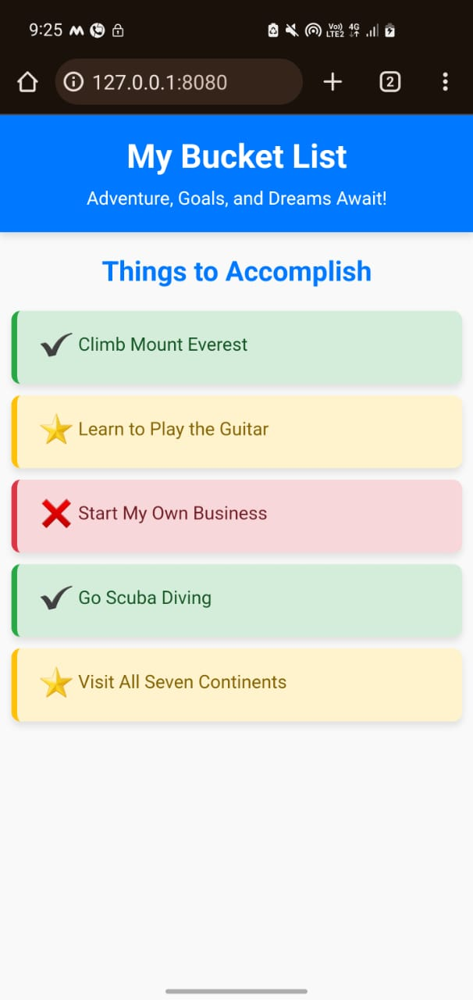 9:25
Vo) 4G
LTE2
127.0.0.1:8080
2
My Bucket List
Adventure, Goals, and Dreams Await!
Things to Accomplish
Climb Mount Everest
Learn to Play the Guitar
Start My Own Business
Go Scuba Diving
Visit All Seven Continents